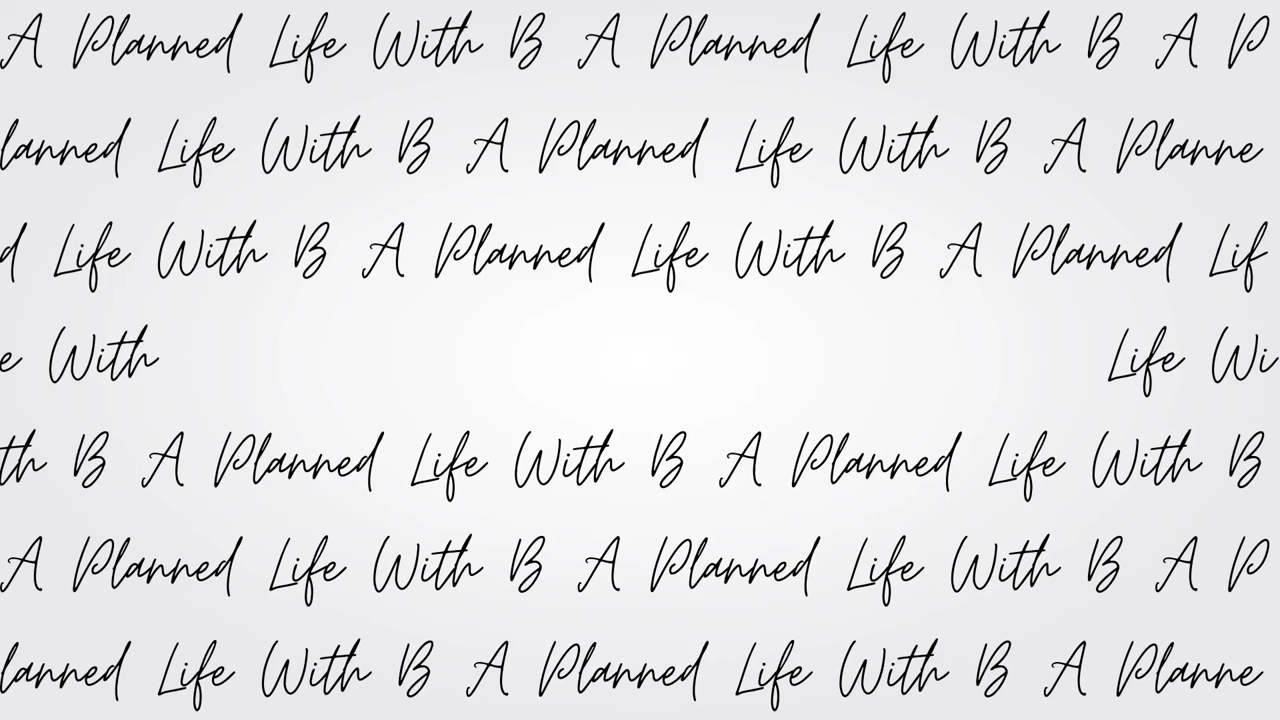 A Planned Life With B A Planned Life With B A P
lanned Life With B A Planned Life With B A Planne
d Life With B A Planned Life With B A Planned Lif
e With Life Wi
th B A Planned Life With B A Planned Life With B
A Planned Life With B A Planned Life With B A P
lanned Life With B A Planned Life With B A Planne